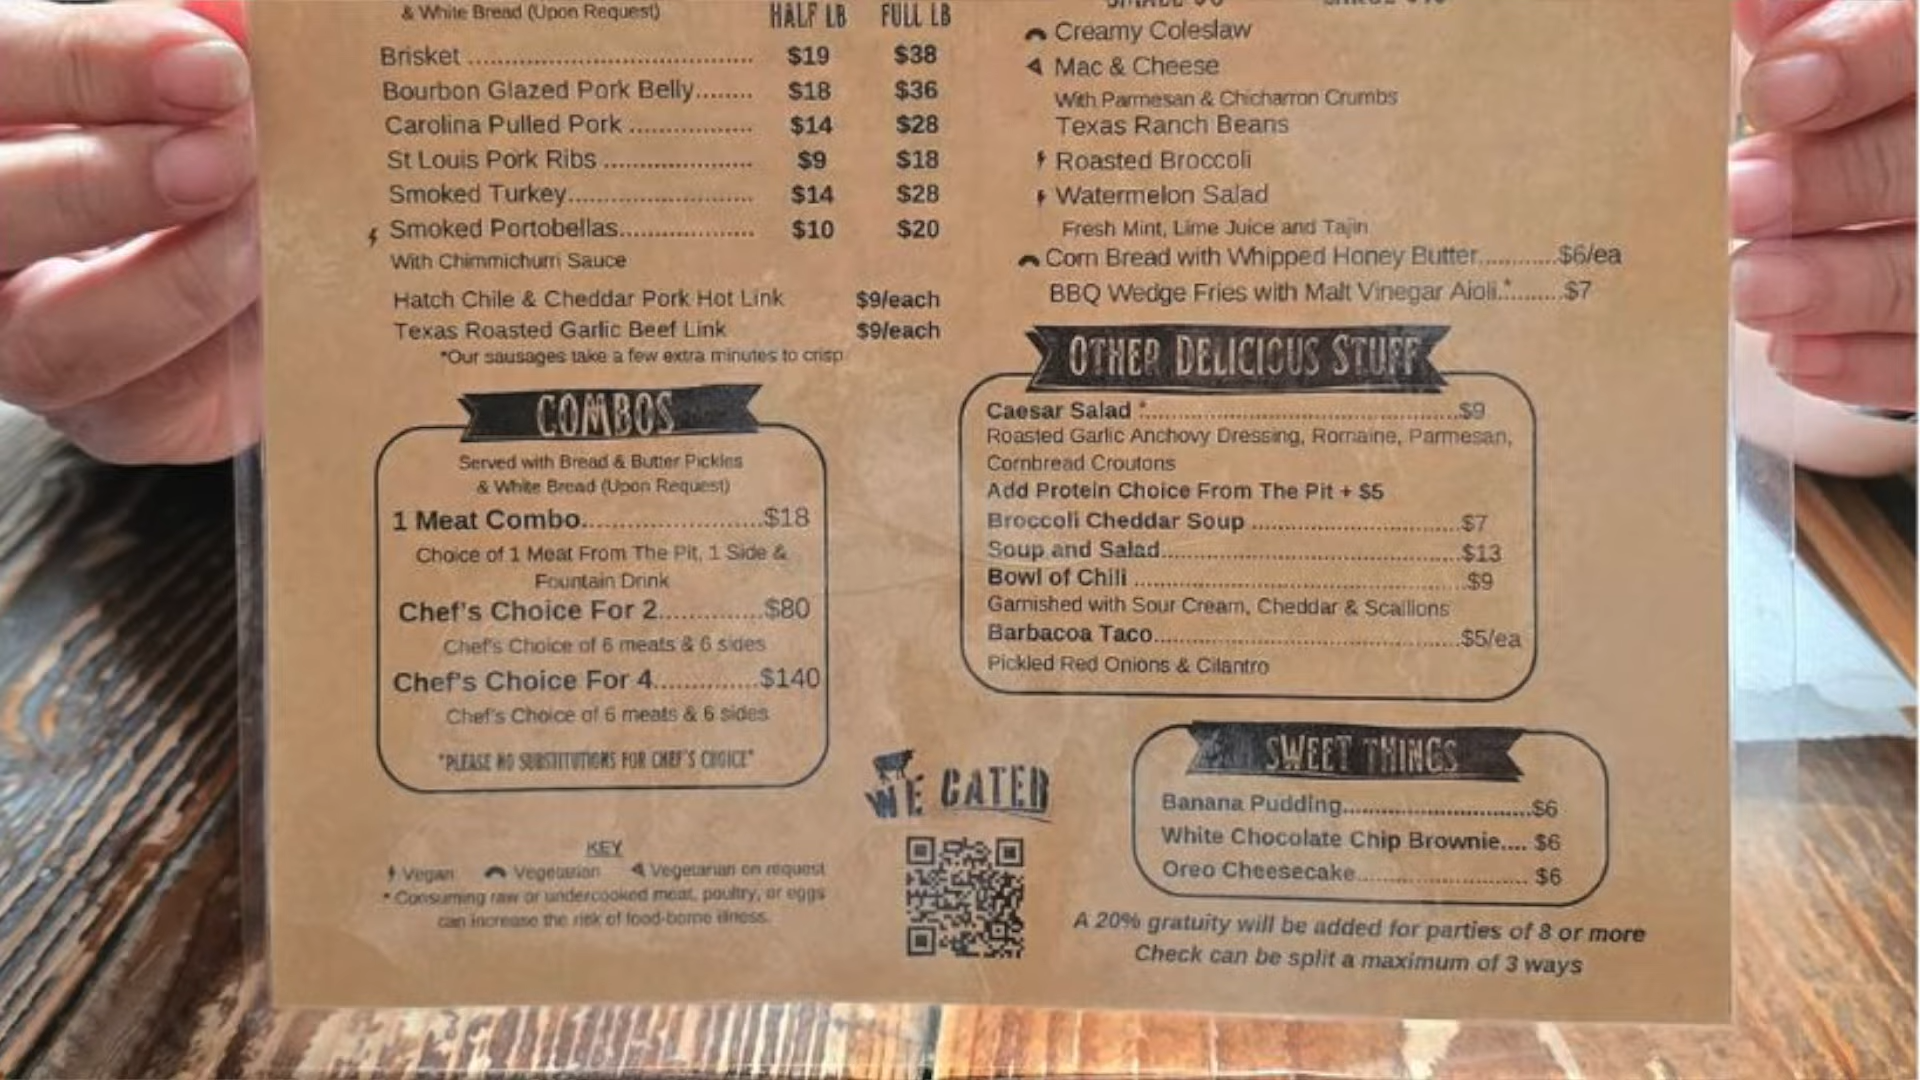 & White Bread (Upon Request)
HALF LB FULL LB
Brisket $19 $38
Bourbon Glazed Pork Belly $18 $36
Carolina Pulled Pork $14 $28
St Louis Pork Ribs $9 $18
Smoked Turkey $14 $28
Smoked Portobellas $10 $20
With Chimmichurri Sauce
Hatch Chile & Cheddar Pork Hot Link $9/each
Texas Roasted Garlic Beef Link $9/each
*Our sausages take a few extra minutes to crisp
COMBOS
Served with Bread & Butter Pickles
& White Bread (Upon Request)
1 Meat Combo $18
Choice of 1 Meat From The Pit, 1 Side &
Fountain Drink
Chef's Choice For 2 $80
Chef's Choice of 6 meats & 6 sides
Chef's Choice For 4 $140
Chef's Choice of 6 meats & 6 sides
*PLEASE NO SUBSTITUTIONS FOR CHEF'S CHOICE*
KEY
Vegan Vegetarian Vegetarian on request
* Consuming raw or undercooked meat, poultry, or eggs
can increase the risk of food-borne illness.
WE CATER
Creamy Coleslaw
Mac & Cheese
With Parmesan & Chicharron Crumbs
Texas Ranch Beans
Roasted Broccoli
Watermelon Salad
Fresh Mint, Lime Juice and Tajin
Corn Bread with Whipped Honey Butter $6/ea
BBQ Wedge Fries with Malt Vinegar Aioli.* $7
OTHER DELICIOUS STUFF
Caesar Salad * $9
Roasted Garlic Anchovy Dressing, Romaine, Parmesan,
Cornbread Croutons
Add Protein Choice From The Pit + $5
Broccoli Cheddar Soup $7
Soup and Salad $13
Bowl of Chili $9
Garnished with Sour Cream, Cheddar & Scallions
Barbacoa Taco $5/ea
Pickled Red Onions & Cilantro
SWEET THINGS
Banana Pudding $6
White Chocolate Chip Brownie $6
Oreo Cheesecake $6
A 20% gratuity will be added for parties of 8 or more
Check can be split a maximum of 3 ways